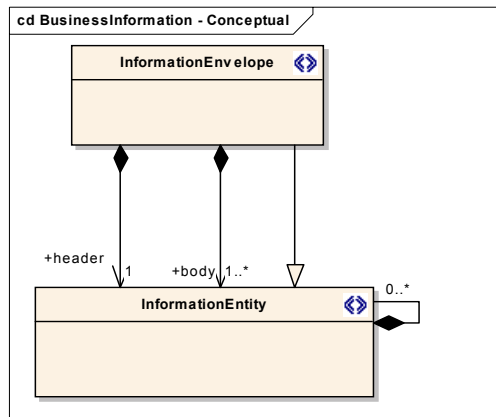 cd BusinessInformation - Conceptual
InformationEnvelope
+header
1
+body
1..*
InformationEntity
0..*